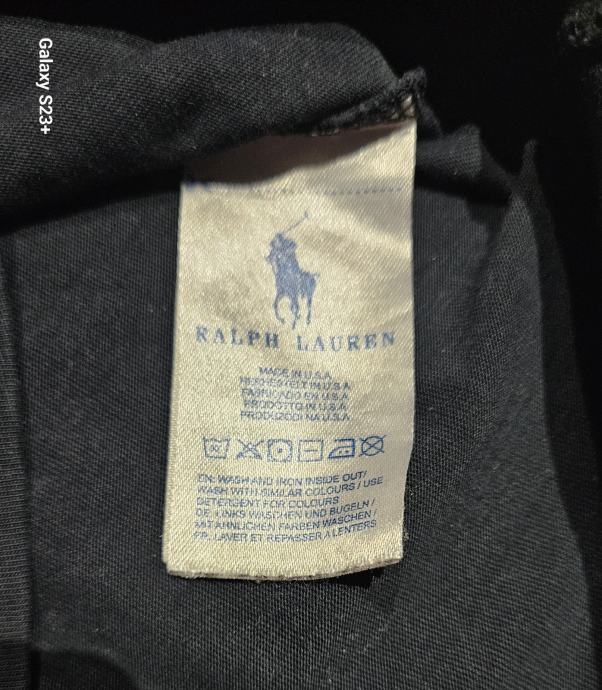 Galaxy S23+
RALPH LAUREN
MADE IN U.S.A
HERGESTELLT IN U.S.A
FABRICADO EN U.S.A
PRODOTTO IN U.S.A
PRODUZIDO NA U.S.A
EN: WASH AND IRON INSIDE OUT/
WASH WITH SIMILAR COLOURS / USE
DETERGENT FOR COLOURS
DE: LINKS WASCHEN UND BUGELN /
MIT AHNLICHEN FARBEN WASCHEN /
FR: LAVER ET REPASSER A LENTERS